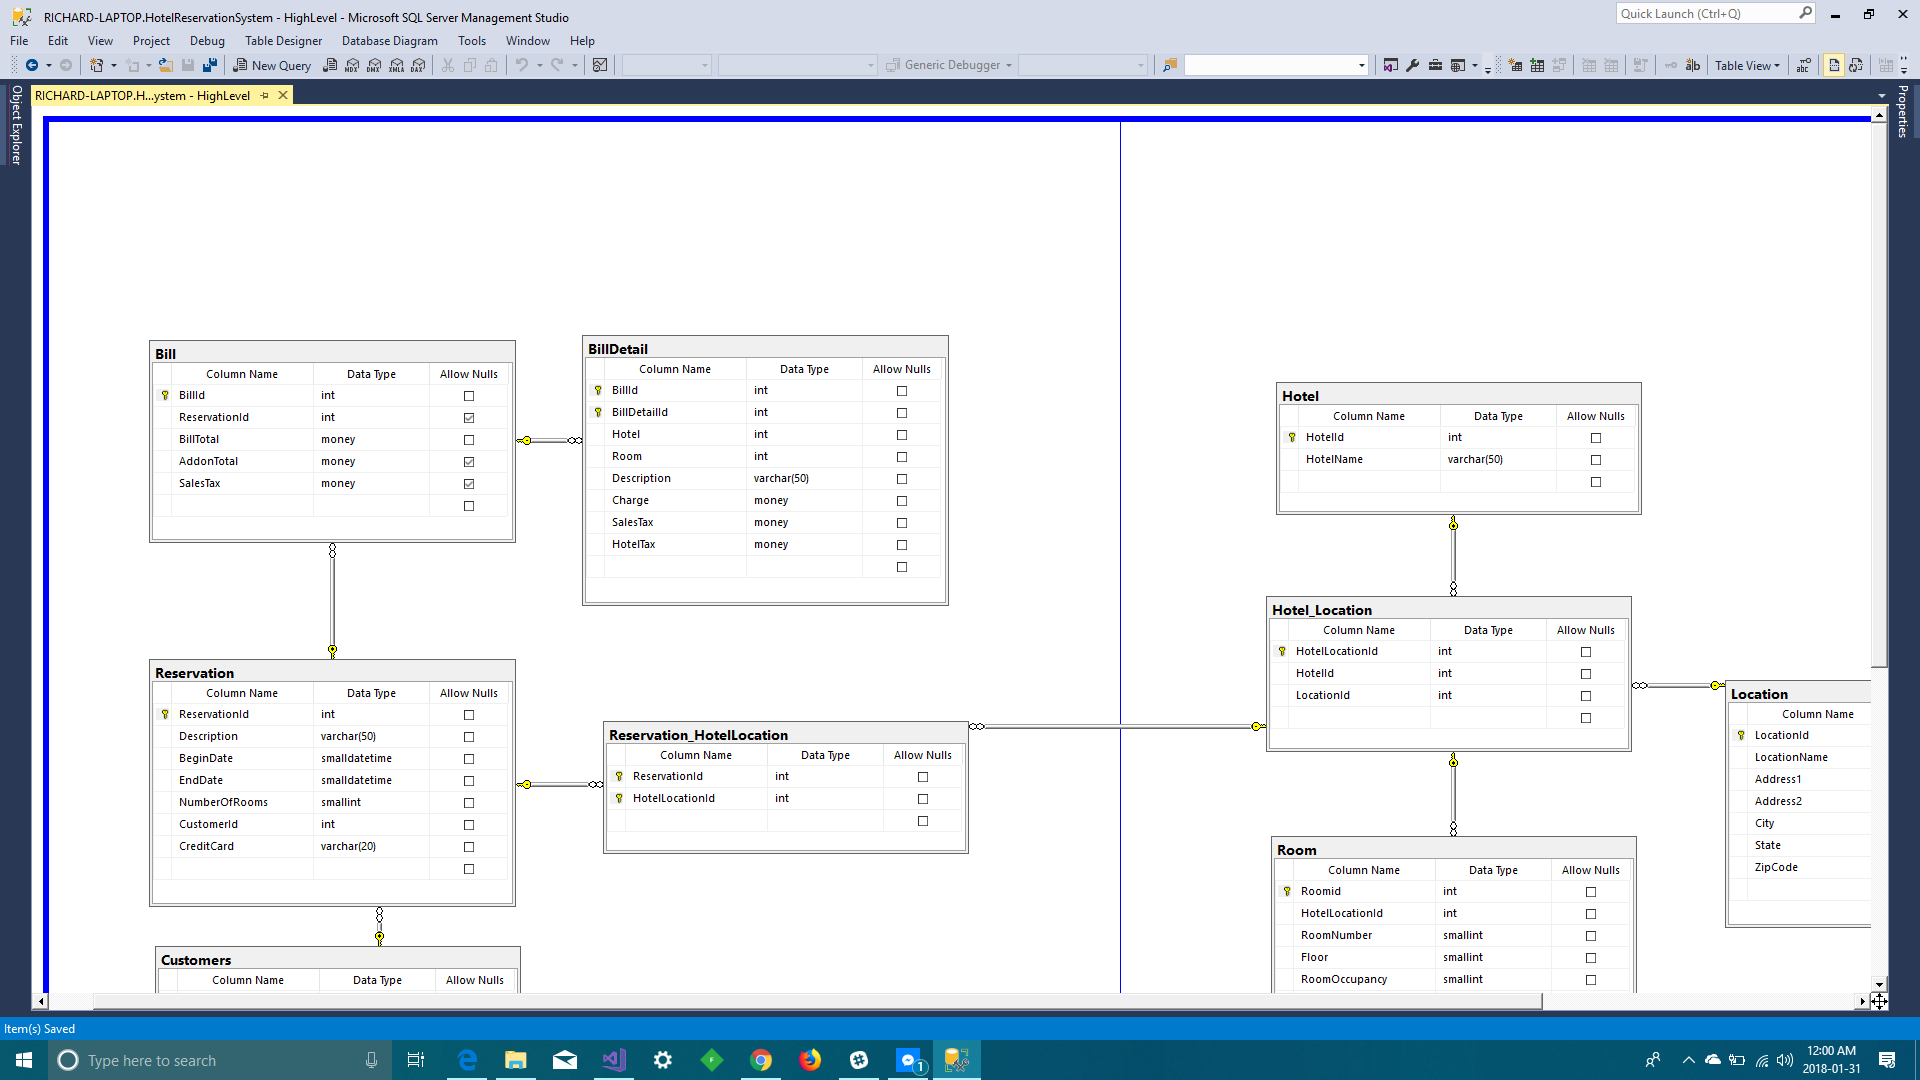 RICHARD-LAPTOP.HotelReservationSystem - HighLevel - Microsoft SQL Server Management Studio
Quick Launch (Ctrl+Q)
File Edit View Project Debug Table Designer Database Diagram Tools Window Help
New Query
MDX DMX XMLA DAX
Generic Debugger
Table View
abc
RICHARD-LAPTOP.H...ystem - HighLevel
Object Explorer
Properties
Bill
Column Name Data Type Allow Nulls
BillId int
ReservationId int
BillTotal money
AddonTotal money
SalesTax money
BillDetail
Column Name Data Type Allow Nulls
BillId int
BillDetailId int
Hotel int
Room int
Description varchar(50)
Charge money
SalesTax money
HotelTax money
Hotel
Column Name Data Type Allow Nulls
HotelId int
HotelName varchar(50)
Hotel_Location
Column Name Data Type Allow Nulls
HotelLocationId int
HotelId int
LocationId int
Reservation
Column Name Data Type Allow Nulls
ReservationId int
Description varchar(50)
BeginDate smalldatetime
EndDate smalldatetime
NumberOfRooms smallint
CustomerId int
CreditCard varchar(20)
Reservation_HotelLocation
Column Name Data Type Allow Nulls
ReservationId int
HotelLocationId int
Location
Column Name
LocationId
LocationName
Address1
Address2
City
State
ZipCode
Room
Column Name Data Type Allow Nulls
Roomid int
HotelLocationId int
RoomNumber smallint
Floor smallint
RoomOccupancy smallint
Customers
Column Name Data Type Allow Nulls
Item(s) Saved
Type here to search
1
12:00 AM
2018-01-31